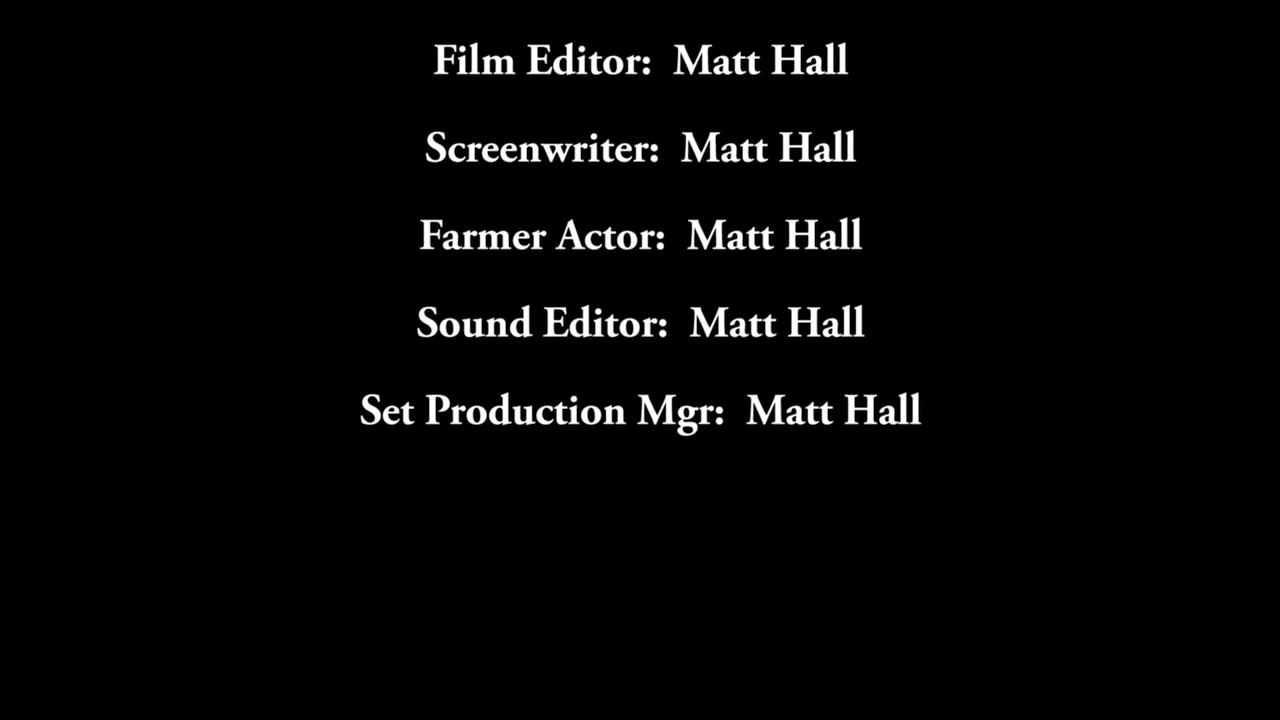 Film Editor:  Matt Hall
Screenwriter:  Matt Hall
Farmer Actor:  Matt Hall
Sound Editor:  Matt Hall
Set Production Mgr:  Matt Hall